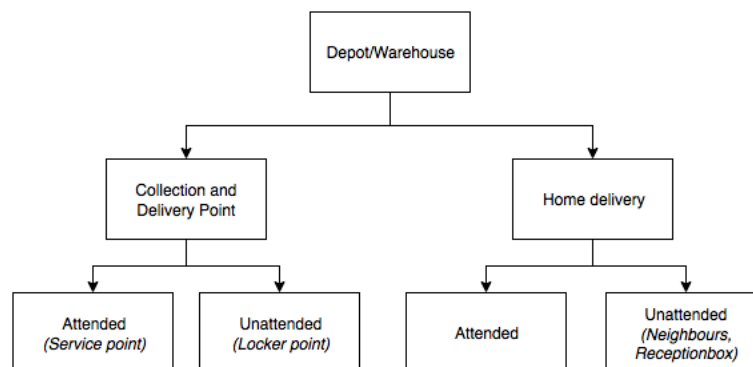 Depot/Warehouse
Collection and
Delivery Point
Home delivery
Attended
(Service point)
Unattended
(Locker point)
Attended
Unattended
(Neighbours,
Receptionbox)